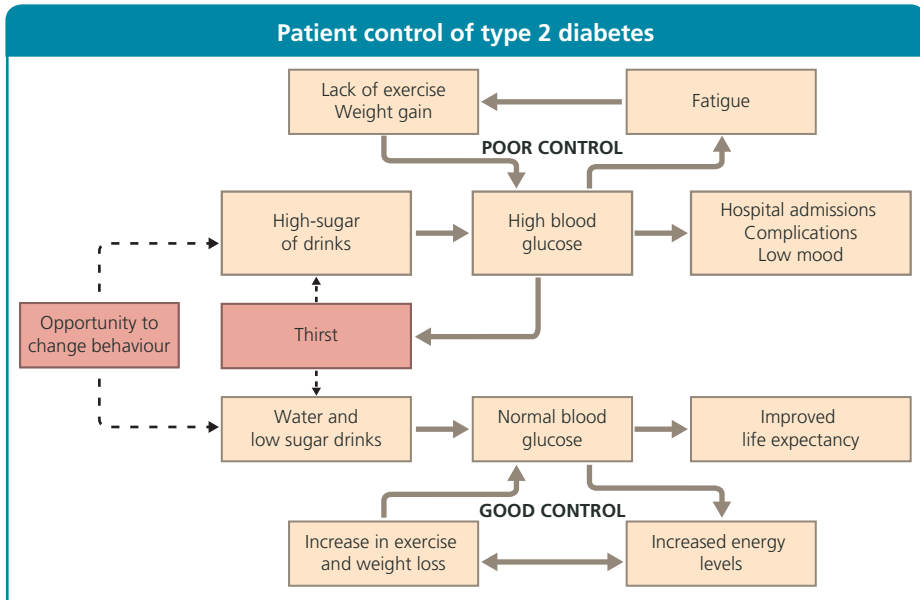 Patient control of type 2 diabetes
Lack of exercise
Weight gain
Fatigue
POOR CONTROL
High-sugar
of drinks
High blood
glucose
Hospital admissions
Complications
Low mood
Opportunity to
change behaviour
Thirst
Water and
low sugar drinks
Normal blood
glucose
Improved
life expectancy
GOOD CONTROL
Increase in exercise
and weight loss
Increased energy
levels